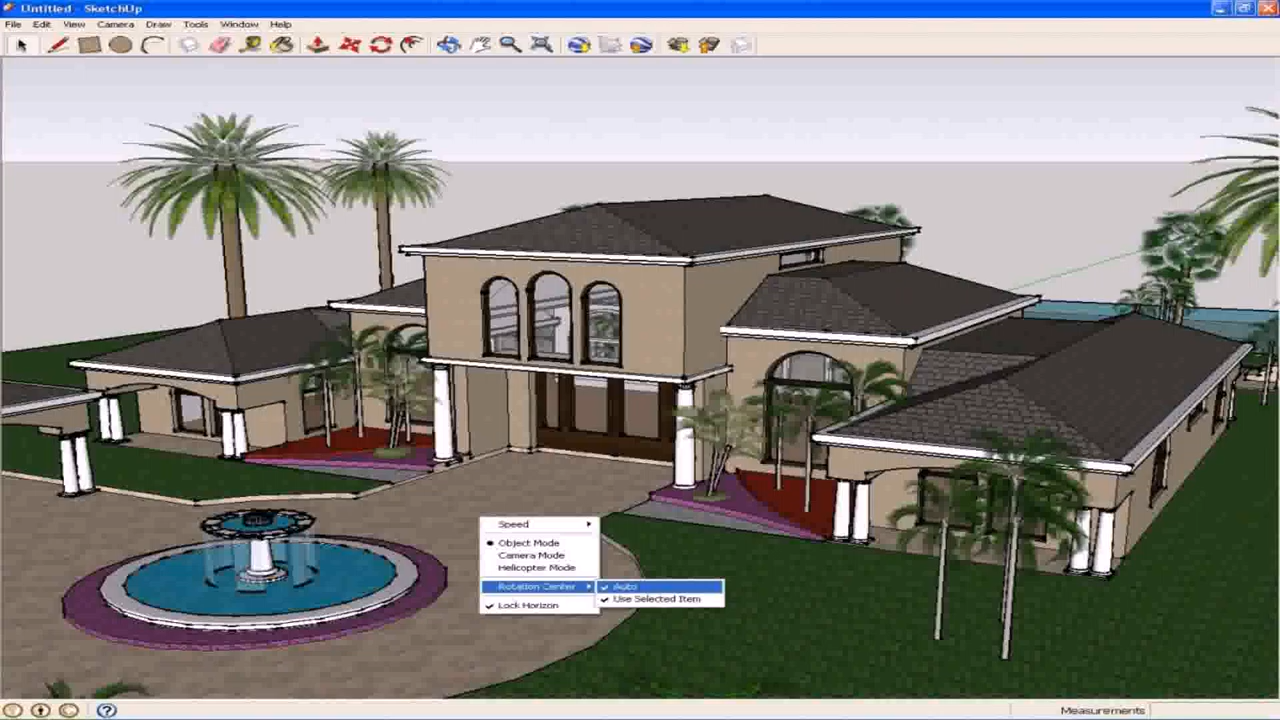 Untitled - SketchUp
File Edit View Camera Draw Tools Window Help
Speed
Object Mode
Camera Mode
Helicopter Mode
Rotation Center
Auto
Use Selected Item
Lock Horizon
Measurements